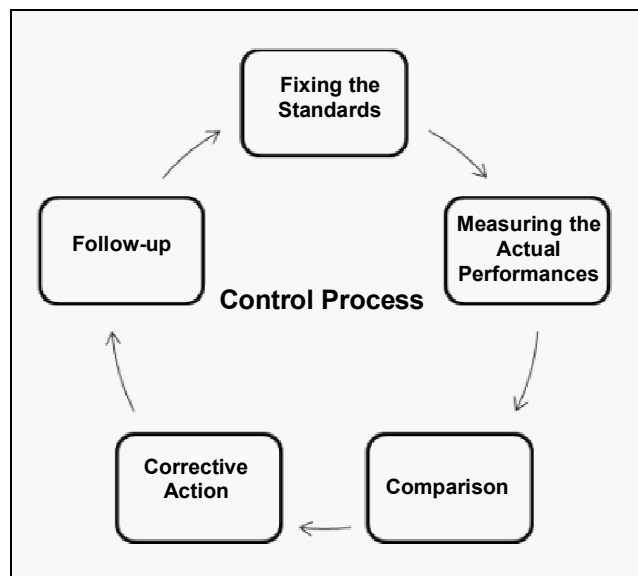 Fixing the
Standards
Measuring the
Actual
Performances
Comparison
Corrective
Action
Follow-up
Control Process